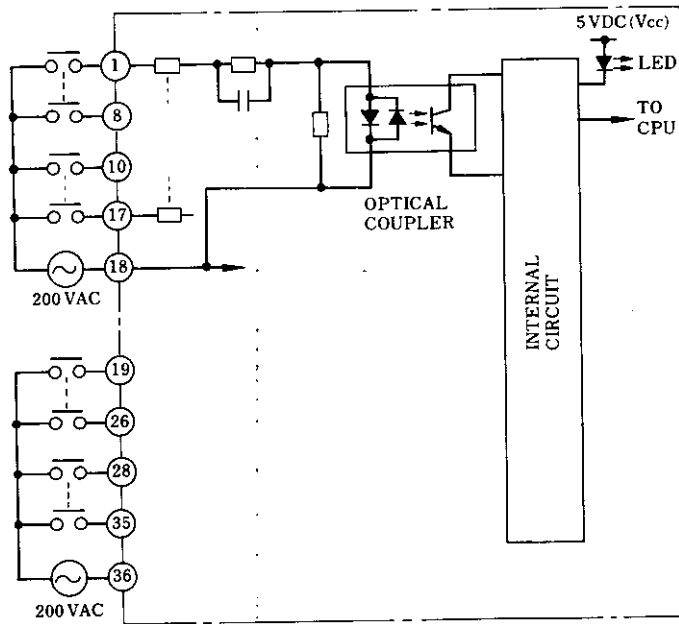 5 VDC (Vcc)
LED
TO
CPU
1
8
10
17
18
200 VAC
OPTICAL
COUPLER
INTERNAL
CIRCUIT
19
26
28
35
36
200 VAC